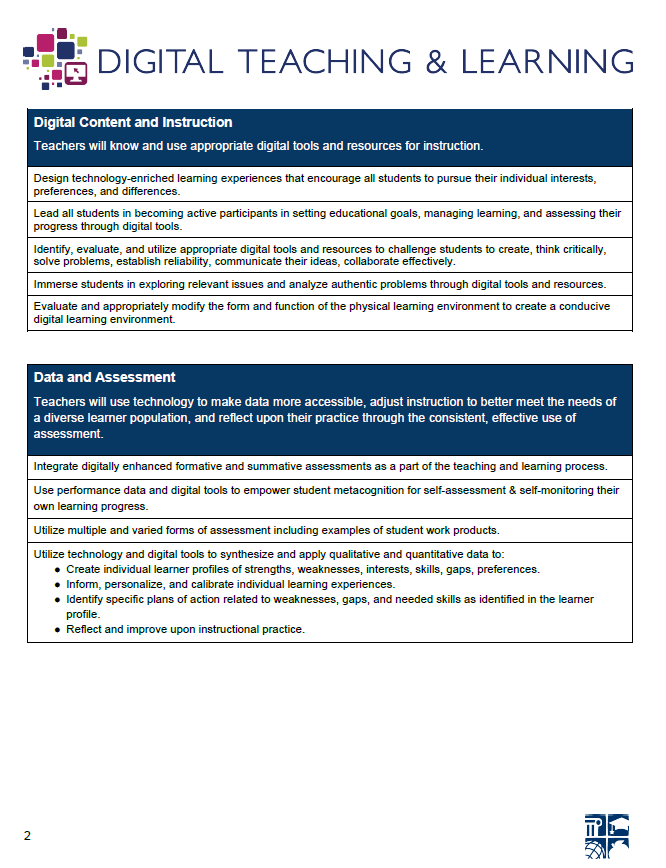 DIGITAL TEACHING & LEARNING
Digital Content and Instruction
Teachers will know and use appropriate digital tools and resources for instruction.
Design technology-enriched learning experiences that encourage all students to pursue their individual interests,
preferences, and differences.
Lead all students in becoming active participants in setting educational goals, managing learning, and assessing their
progress through digital tools.
Identify, evaluate, and utilize appropriate digital tools and resources to challenge students to create, think critically,
solve problems, establish reliability, communicate their ideas, collaborate effectively.
Immerse students in exploring relevant issues and analyze authentic problems through digital tools and resources.
Evaluate and appropriately modify the form and function of the physical learning environment to create a conducive
digital learning environment.
Data and Assessment
Teachers will use technology to make data more accessible, adjust instruction to better meet the needs of
a diverse learner population, and reflect upon their practice through the consistent, effective use of
assessment.
Integrate digitally enhanced formative and summative assessments as a part of the teaching and learning process.
Use performance data and digital tools to empower student metacognition for self-assessment & self-monitoring their
own learning progress.
Utilize multiple and varied forms of assessment including examples of student work products.
Utilize technology and digital tools to synthesize and apply qualitative and quantitative data to:
● Create individual learner profiles of strengths, weaknesses, interests, skills, gaps, preferences.
● Inform, personalize, and calibrate individual learning experiences.
● Identify specific plans of action related to weaknesses, gaps, and needed skills as identified in the learner
profile.
● Reflect and improve upon instructional practice.
2